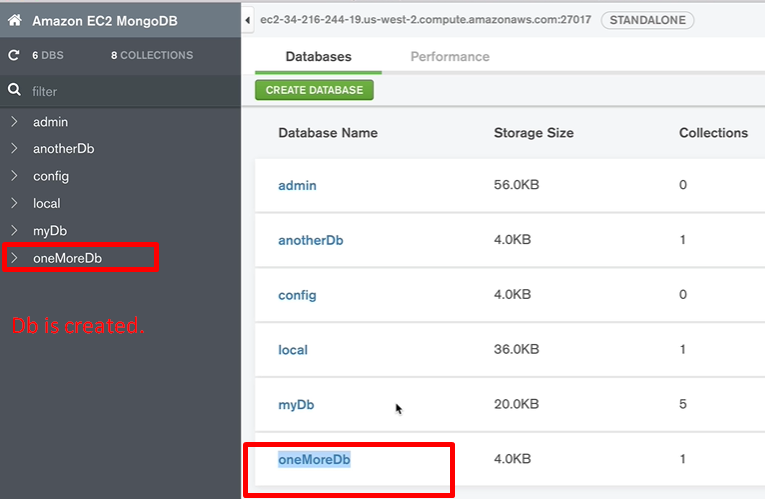 Amazon EC2 MongoDB
ec2-34-216-244-19.us-west-2.compute.amazonaws.com:27017 STANDALONE
6 DBS 8 COLLECTIONS
Databases Performance
filter
CREATE DATABASE
admin
anotherDb
config
local
myDb
oneMoreDb
Db is created.
Database Name Storage Size Collections
admin 56.0KB 0
anotherDb 4.0KB 1
config 4.0KB 0
local 36.0KB 1
myDb 20.0KB 5
oneMoreDb 4.0KB 1